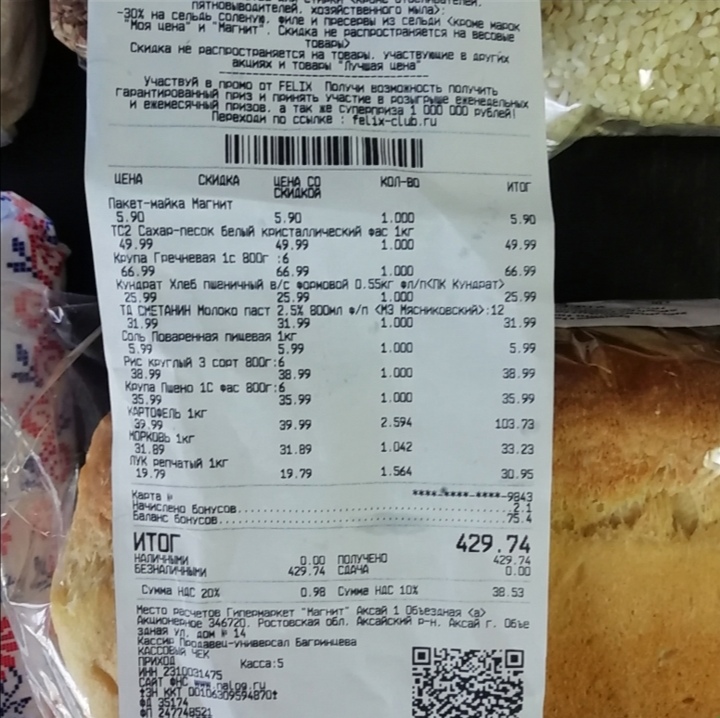 пятновыводителей, хозяйственного мыла);
-30% на сельдь соленую, филе и пресервы из сельди (кроме марок
"Моя цена" и "Магнит". Скидка не распространяется на весовые
товары)
Скидка не распространяется на товары, участвующие в других
акциях и товары "Лучшая цена"
Участвуй в промо от FELIX Получи возможность получить
гарантированный приз и принять участие в розыгрыше еженедельных
и ежемесячный призов, а так же суперприза 1 000 000 рублей!
Переходи по ссылке : felix-club.ru
ЦЕНА СКИДКА ЦЕНА СО СКИДКОЙ КОЛ-ВО ИТОГ
Пакет-майка Магнит
5.90 5.90 1.000 5.90
ТС2 Сахар-песок белый кристаллический фас 1кг
49.99 49.99 1.000 49.99
Крупа Гречневая 1с 800г :6
66.99 66.99 1.000 66.99
Кундрат Хлеб пшеничный в/с формовой 0.55кг фл/п(ПК Кундрат)
25.99 25.99 1.000 25.99
ТД СМЕТАНИН Молоко паст 2.5% 800мл ф/п (МЗ Мясниковский):12
31.99 31.99 1.000 31.99
Соль Поваренная пищевая 1кг
5.99 5.99 1.000 5.99
Рис круглый 3 сорт 800г:6
38.99 38.99 1.000 38.99
Крупа Пшено 1С фас 800г:6
35.99 35.99 1.000 35.99
КАРТОФЕЛЬ 1кг
39.99 39.99 2.594 103.73
МОРКОВЬ 1кг
31.89 31.89 1.042 33.23
ЛУК репчатый 1кг
19.79 19.79 1.564 30.95
Карта № ****-****-****-9843
Начислено бонусов 2.1
Баланс бонусов 75.4
ИТОГ 429.74
НАЛИЧНЫМИ 0.00 ПОЛУЧЕНО 429.74
БЕЗНАЛИЧНЫМИ 429.74 СДАЧА 0.00
Сумма НДС 20% 0.98 Сумма НДС 10% 38.53
Место расчетов Гипермаркет "Магнит" Аксай 1 Объездная (а)
Акционерное 346720, Ростовская обл, Аксайский р-н, Аксай г, Объе
здная ул, дом № 14
Кассир Продавец-универсал Багринцева
КАССОВЫЙ ЧЕК
ПРИХОД Касса:5
ИНН 2310031475
САЙТ ФНС www.nalog.ru
ФД 35174
ФП 247748521